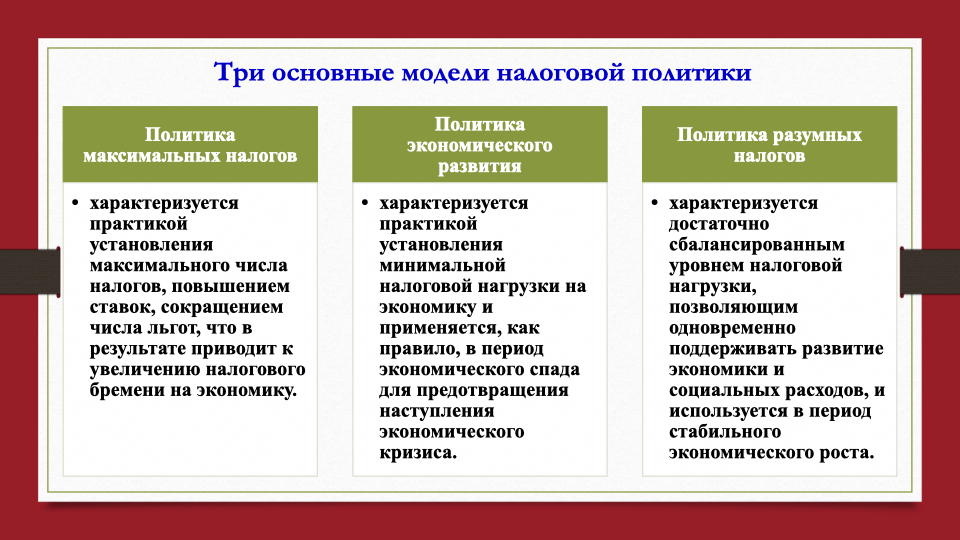 Три основные модели налоговой политики
Политика
максимальных налогов
• характеризуется
практикой
установления
максимального числа
налогов, повышением
ставок, сокращением
числа льгот, что в
результате приводит к
увеличению налогового
бремени на экономику.
Политика
экономического
развития
• характеризуется
практикой
установления
минимальной
налоговой нагрузки на
экономику и
применяется, как
правило, в период
экономического спада
для предотвращения
наступления
экономического
кризиса.
Политика разумных
налогов
• характеризуется
достаточно
сбалансированным
уровнем налоговой
нагрузки,
позволяющим
одновременно
поддерживать развитие
экономики и
социальных расходов, и
используется в период
стабильного
экономического роста.